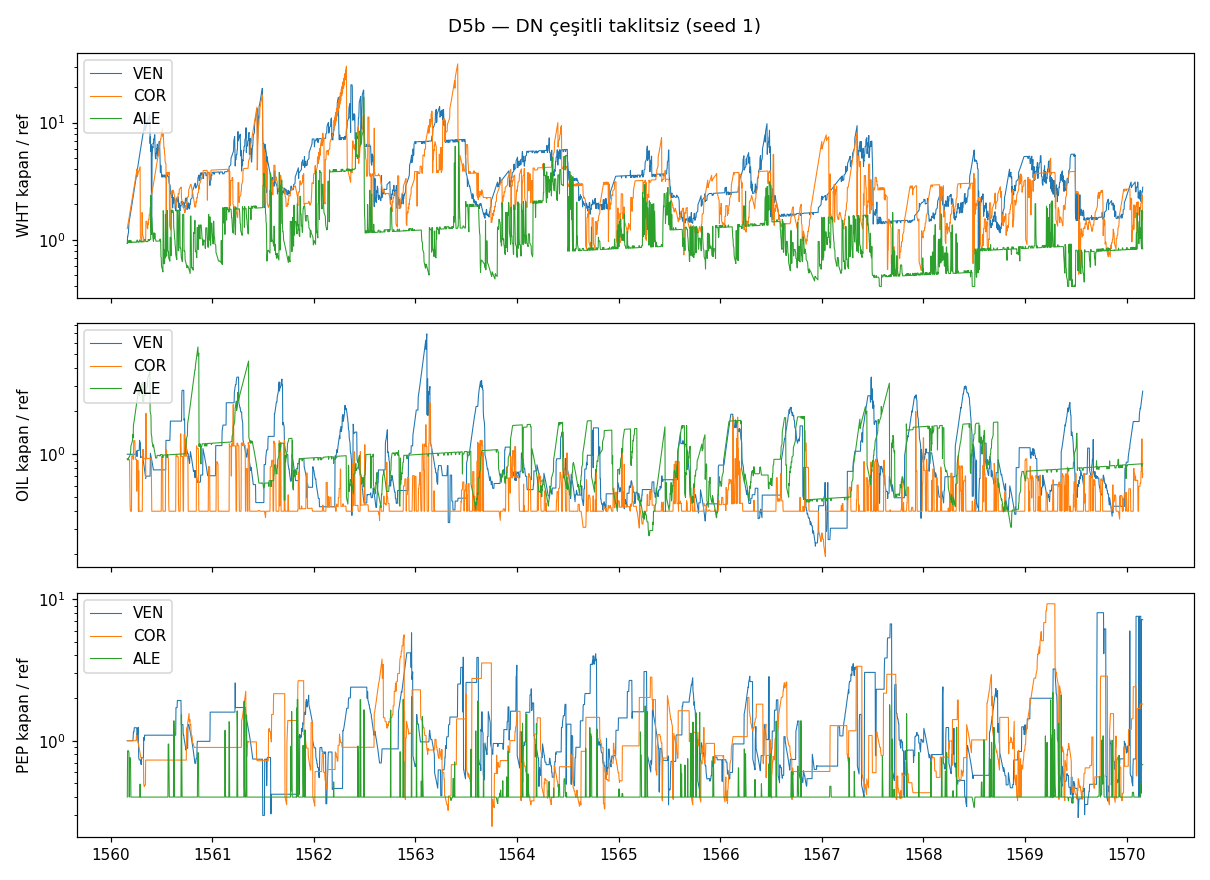 D5b — DN çeşitli taklitsiz (seed 1)
WHT kapan / ref
10¹
10⁰
VEN
COR
ALE
OIL kapan / ref
10⁰
VEN
COR
ALE
PEP kapan / ref
10¹
10⁰
VEN
COR
ALE
1560 1561 1562 1563 1564 1565 1566 1567 1568 1569 1570